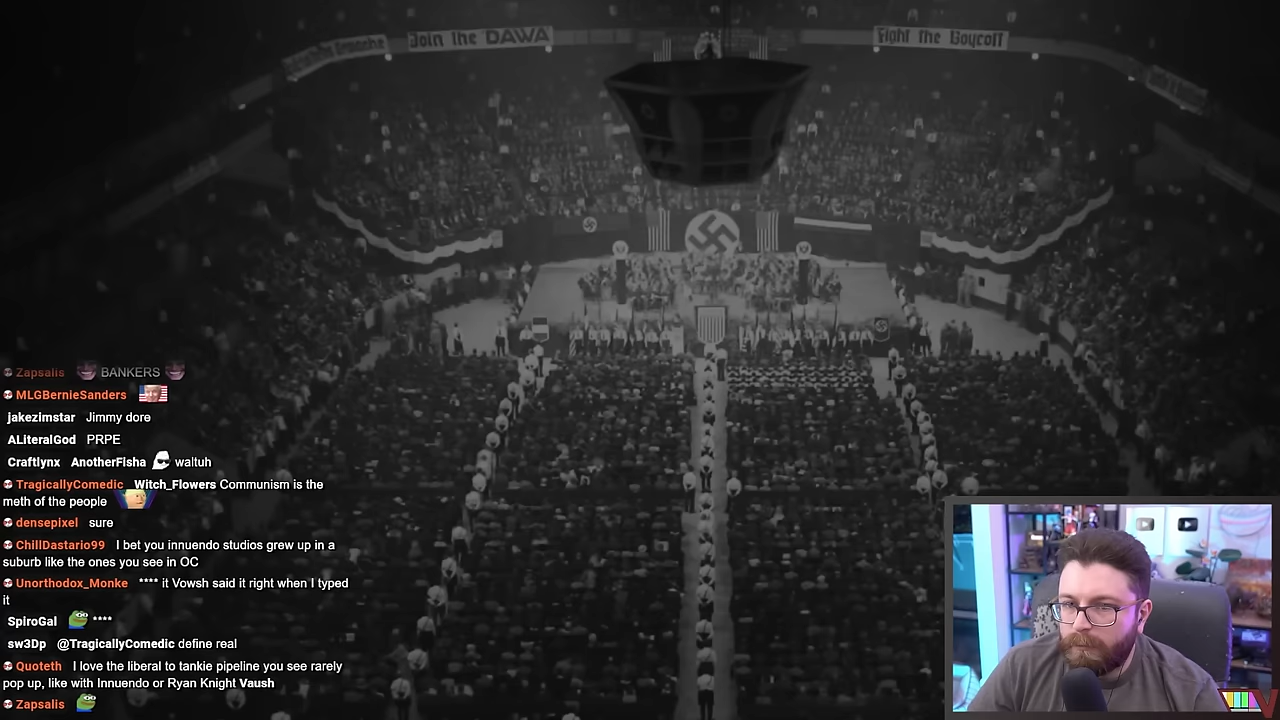 Join the DAWA
Fight the Boycott
Zapsalis BANKERS
MLGBernieSanders
jakezimstar Jimmy dore
ALiteralGod PRPE
Craftlynx AnotherFisha waltuh
TragicallyComedic Witch_Flowers Communism is the
meth of the people
densepixel sure
ChillDastario99 I bet you innuendo studios grew up in a
suburb like the ones you see in OC
Unorthodox_Monke **** it Vowsh said it right when I typed
it
SpiroGal ****
sw3Dp @TragicallyComedic define real
Quoteth I love the liberal to tankie pipeline you see rarely
pop up, like with Innuendo or Ryan Knight Vaush
Zapsalis